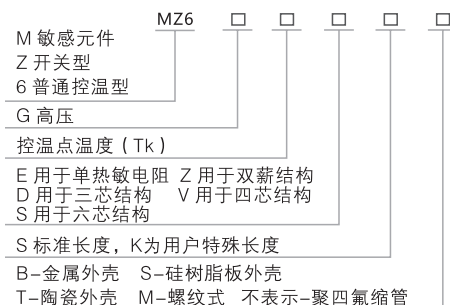 MZ6 □ □ □ □ □
M 敏感元件
Z 开关型
6 普通控温型
G 高压
控温点温度(Tk)
E 用于单热敏电阻 Z 用于双薪结构
D 用于三芯结构 V 用于四芯结构
S 用于六芯结构
S 标准长度,K为用户特殊长度
B-金属外壳 S-硅树脂板外壳
T-陶瓷外壳 M-螺纹式 不表示-聚四氟缩管